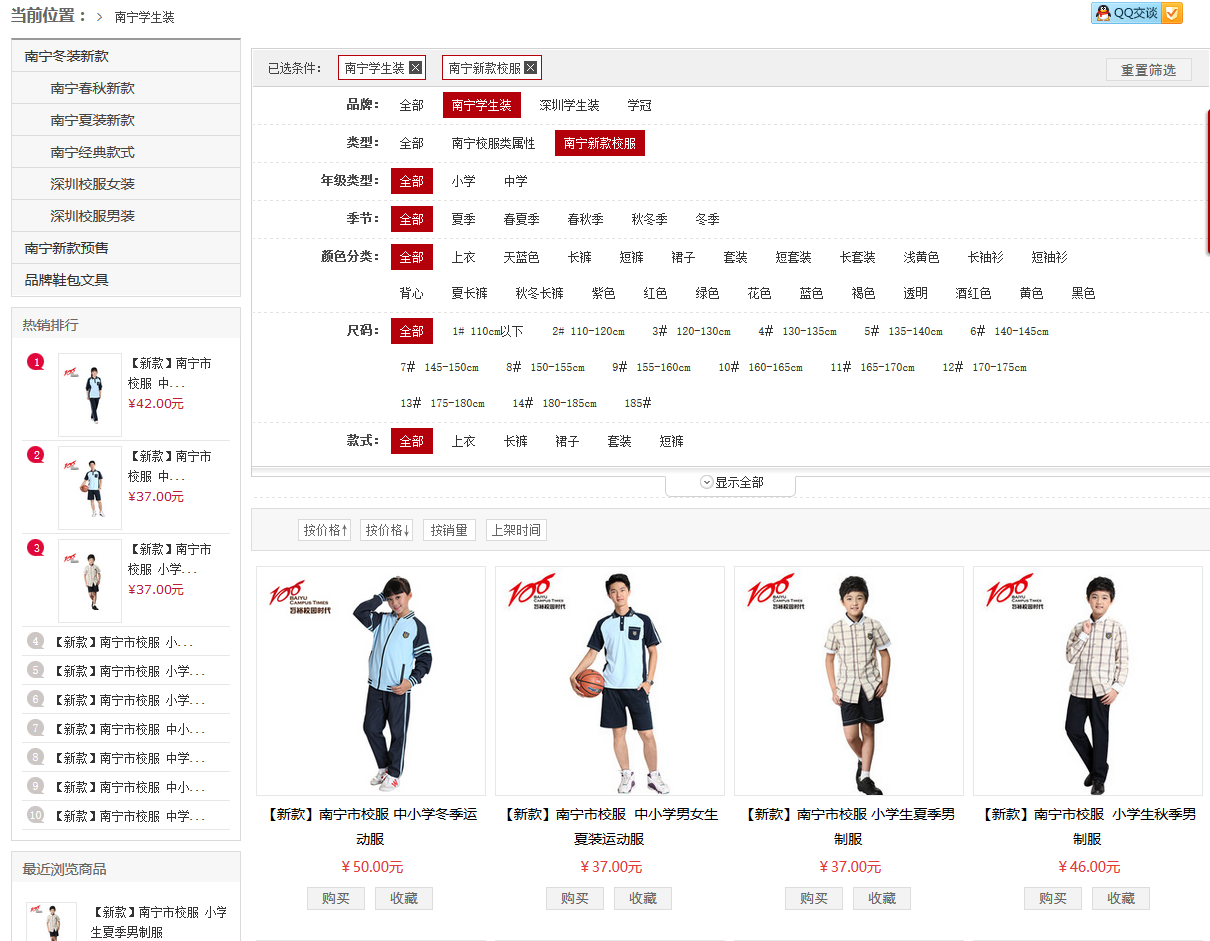 当前位置： > 南宁学生装
QQ交谈
南宁冬装新款
南宁春秋新款
南宁夏装新款
南宁经典款式
深圳校服女装
深圳校服男装
南宁新款预售
品牌鞋包文具
热销排行
1
【新款】南宁市
校服 中...
¥42.00元
2
【新款】南宁市
校服 中...
¥37.00元
3
【新款】南宁市
校服 小学...
¥37.00元
4 【新款】南宁市校服 小...
5 【新款】南宁市校服 小学...
6 【新款】南宁市校服 小学...
7 【新款】南宁市校服 中小...
8 【新款】南宁市校服 中学...
9 【新款】南宁市校服 中小...
10 【新款】南宁市校服 中学...
最近浏览商品
【新款】南宁市校服 小学
生夏季男制服
已选条件： 南宁学生装 南宁新款校服 重置筛选
品牌： 全部 南宁学生装 深圳学生装 学冠
类型： 全部 南宁校服类属性 南宁新款校服
年级类型： 全部 小学 中学
季节： 全部 夏季 春夏季 春秋季 秋冬季 冬季
颜色分类： 全部 上衣 天蓝色 长裤 短裤 裙子 套装 短套装 长套装 浅黄色 长袖衫 短袖衫
背心 夏长裤 秋冬长裤 紫色 红色 绿色 花色 蓝色 褐色 透明 酒红色 黄色 黑色
尺码： 全部 1# 110cm以下 2# 110-120cm 3# 120-130cm 4# 130-135cm 5# 135-140cm 6# 140-145cm
7# 145-150cm 8# 150-155cm 9# 155-160cm 10# 160-165cm 11# 165-170cm 12# 170-175cm
13# 175-180cm 14# 180-185cm 185#
款式： 全部 上衣 长裤 裙子 套装 短裤
显示全部
按价格↑ 按价格↓ 按销量 上架时间
106
BAIYU
CAMPUS TIMES
106
BAIYU
CAMPUS TIMES
106
BAIYU
CAMPUS TIMES
106
BAIYU
CAMPUS TIMES
【新款】南宁市校服 中小学冬季运
动服
¥50.00元
购买 收藏
【新款】南宁市校服 中小学男女生
夏装运动服
¥37.00元
购买 收藏
【新款】南宁市校服 小学生夏季男
制服
¥37.00元
购买 收藏
【新款】南宁市校服 小学生秋季男
制服
¥46.00元
购买 收藏